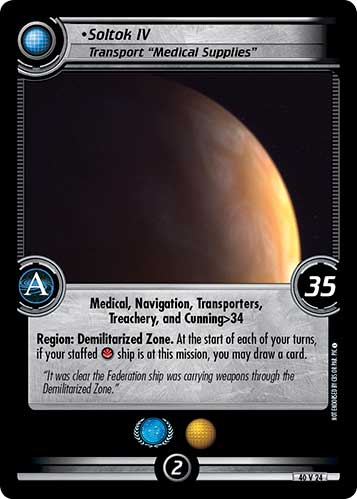 •Soltok IV
Transport “Medical Supplies”
A
35
Medical, Navigation, Transporters,
Treachery, and Cunning>34
Region: Demilitarized Zone. At the start of each of your turns,
if your staffed ship is at this mission, you may draw a card.
“It was clear the Federation ship was carrying weapons through the
Demilitarized Zone.”
2
40 V 24